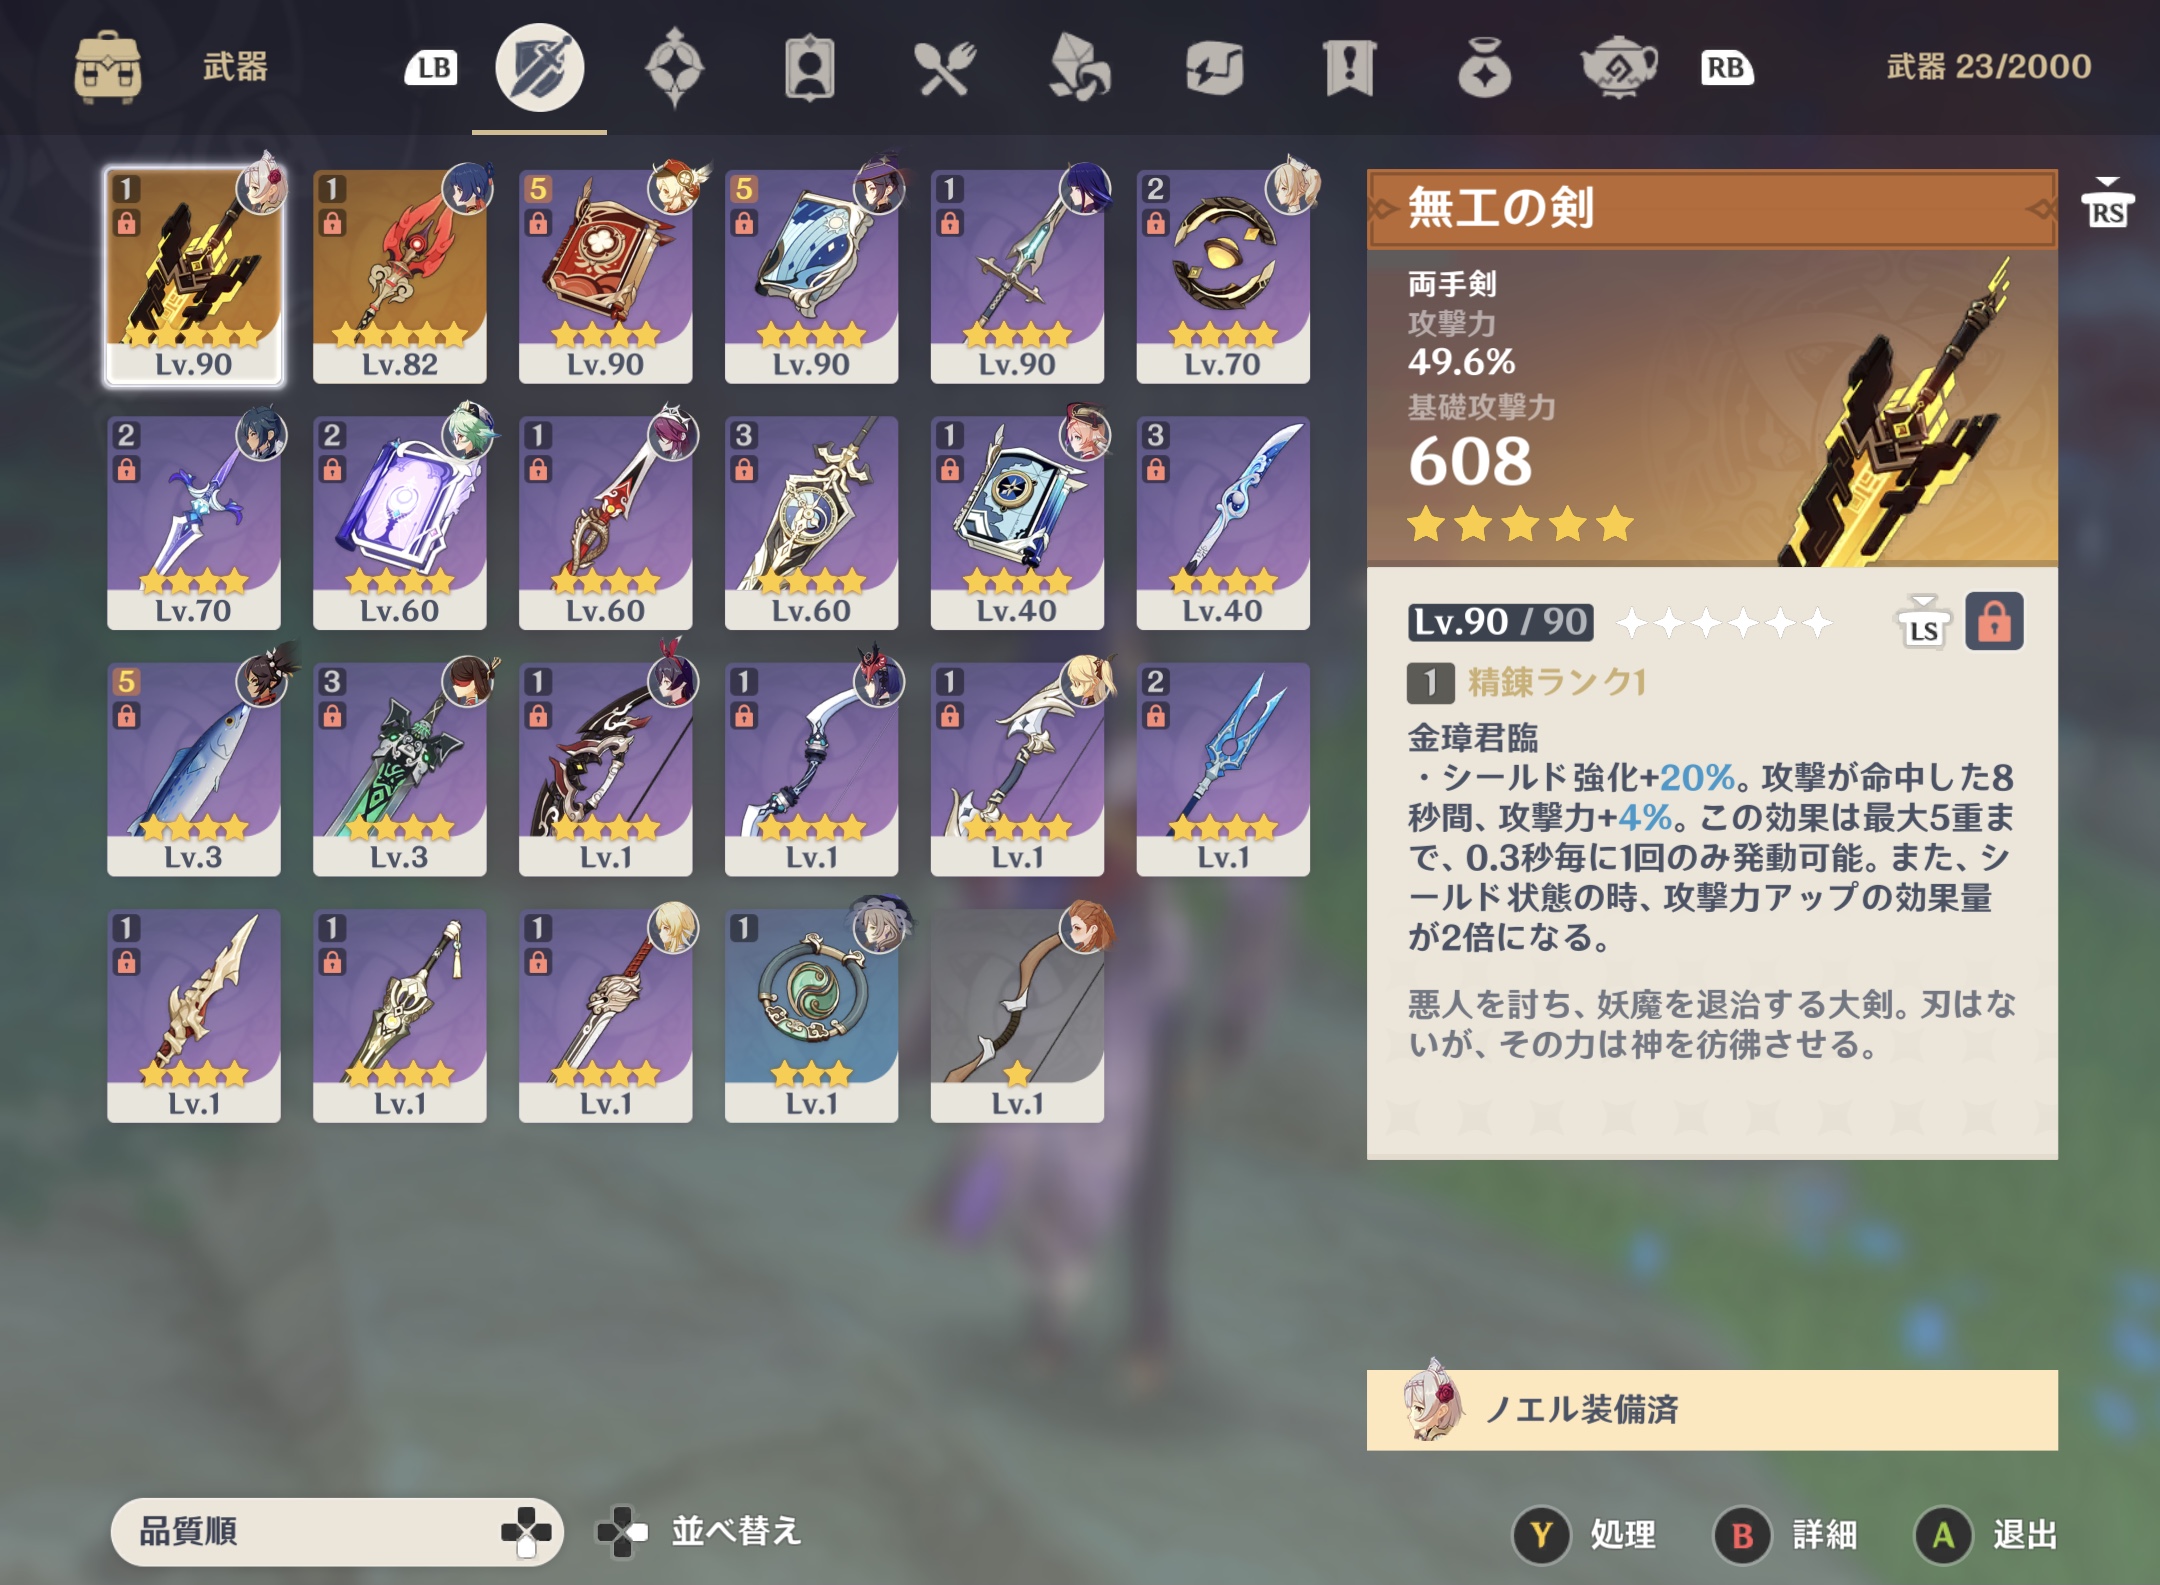 武器
LB
RB
武器 23/2000
1
Lv.90
1
Lv.82
5
Lv.90
5
Lv.90
1
Lv.90
2
Lv.70
2
Lv.70
2
Lv.60
1
Lv.60
3
Lv.60
1
Lv.40
3
Lv.40
5
Lv.3
3
Lv.3
1
Lv.1
1
Lv.1
1
Lv.1
2
Lv.1
1
Lv.1
1
Lv.1
1
Lv.1
1
Lv.1
Lv.1
無工の剣
RS
両手剣
攻撃力
49.6%
基礎攻撃力
608
Lv.90 / 90
LS
1 精錬ランク1
金璋君臨
・シールド強化+20%。攻撃が命中した8
秒間、攻撃力+4%。この効果は最大5重ま
で、0.3秒毎に1回のみ発動可能。また、シ
ールド状態の時、攻撃力アップの効果量
が2倍になる。
悪人を討ち、妖魔を退治する大剣。刃はな
いが、その力は神を彷彿させる。
ノエル装備済
品質順
並べ替え
Y 処理
B 詳細
A 退出